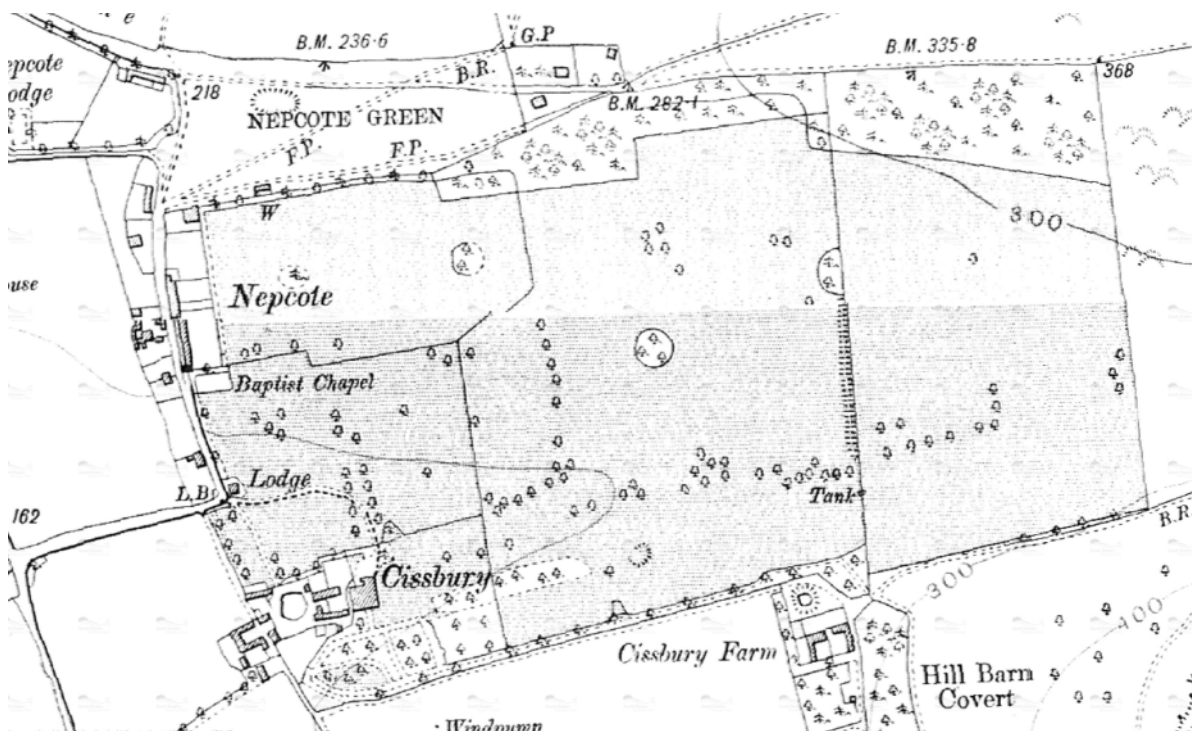 G.P
B.M. 236·6
B.M. 335·8
epcote
odge
B.R.
368
218
B.M. 282·1
NEPCOTE GREEN
F.P.
F.P.
W
300
Nepcote
use
Baptist Chapel
Lodge
L.B.
Tank
162
R.R.
Cissbury
300
400
Cissbury Farm
Hill Barn
Covert
Windpump